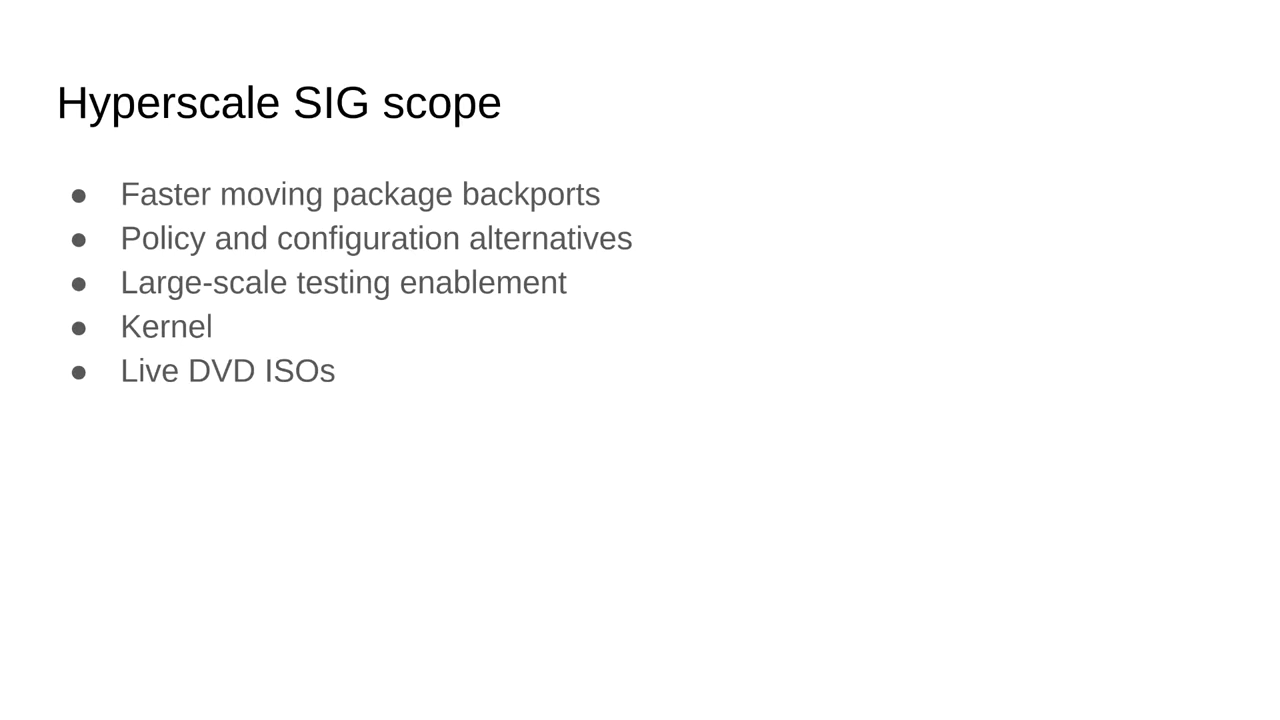 Hyperscale SIG scope
● Faster moving package backports
● Policy and configuration alternatives
● Large-scale testing enablement
● Kernel
● Live DVD ISOs